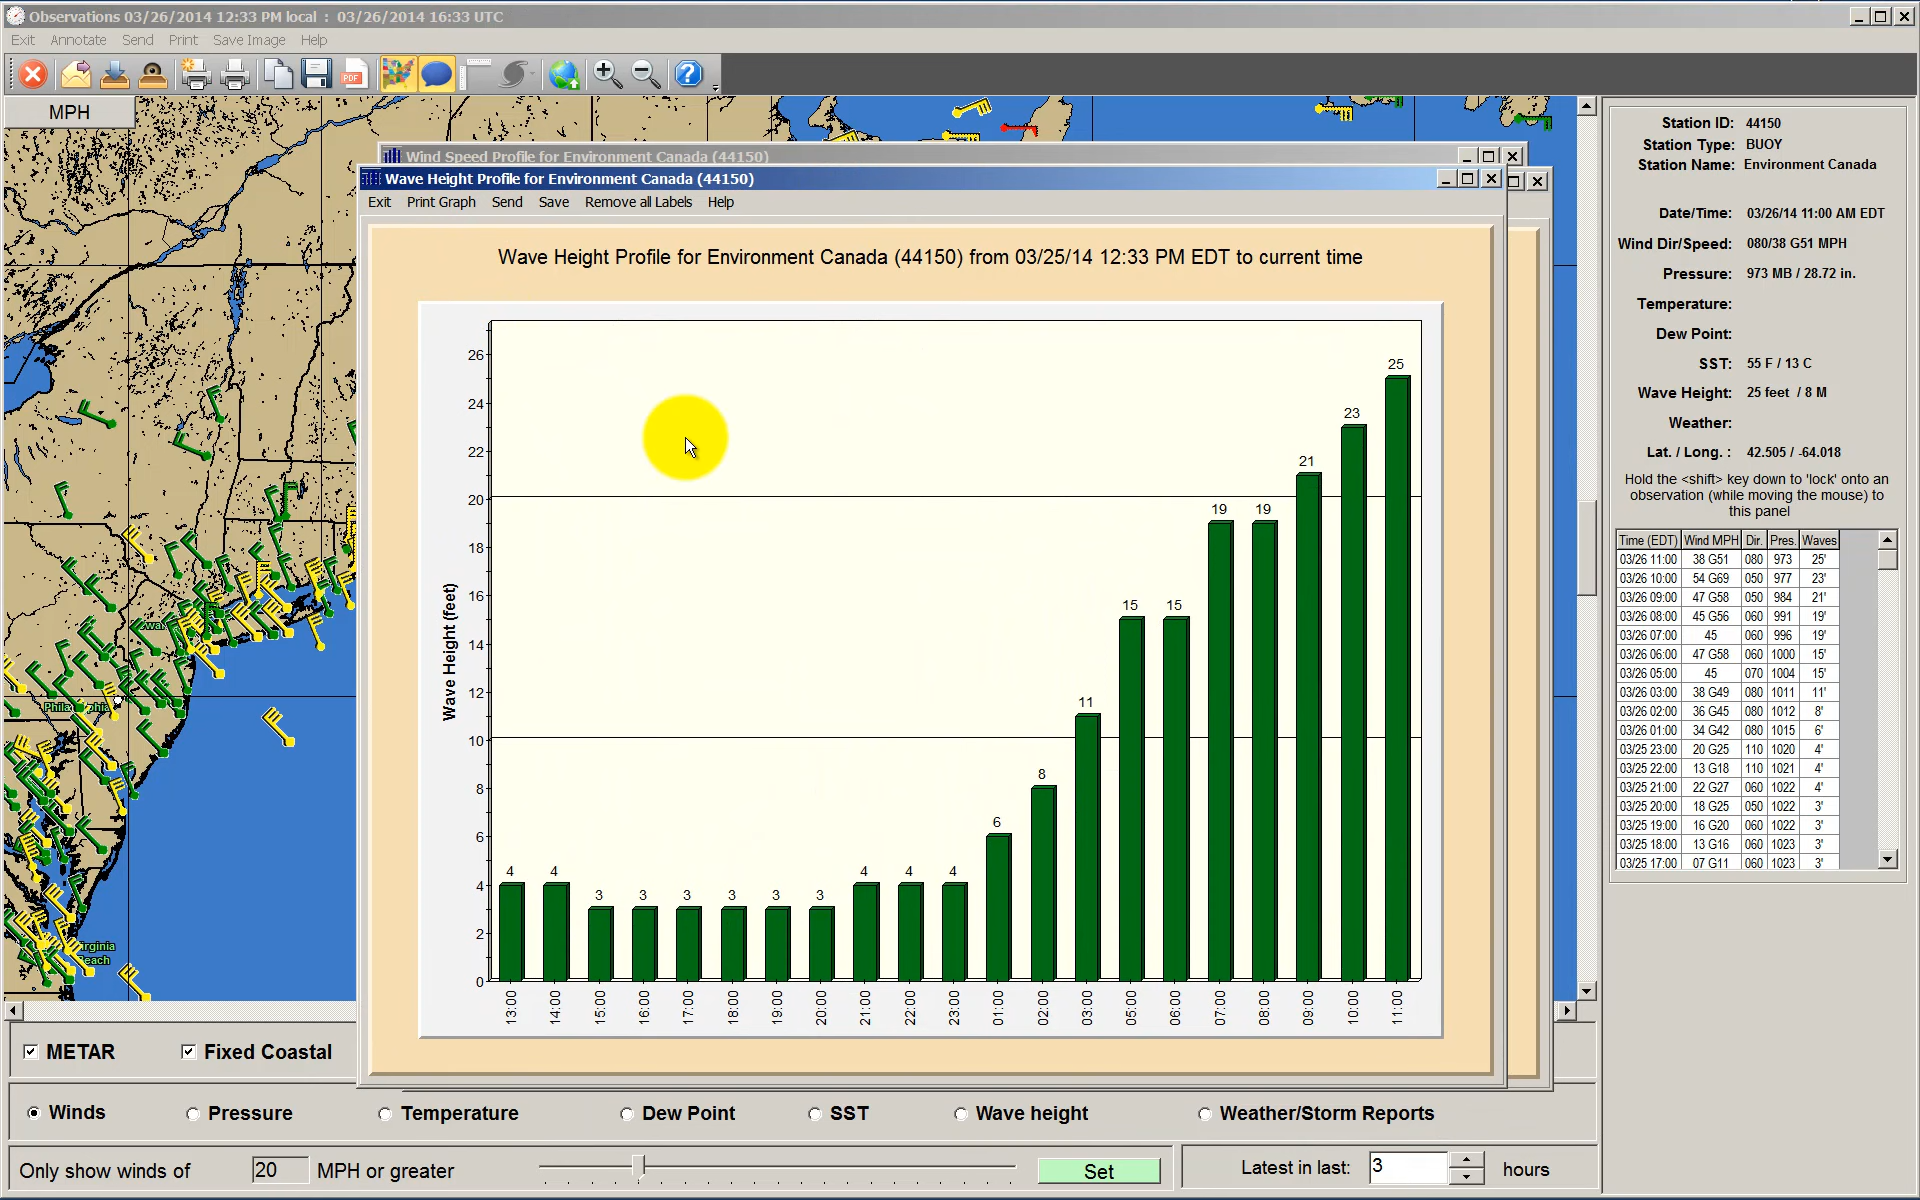 Observations 03/26/2014 12:33 PM local : 03/26/2014 16:33 UTC
Exit Annotate Send Print Save Image Help
PDF
MPH
Wind Speed Profile for Environment Canada (44150)
Wave Height Profile for Environment Canada (44150)
Exit Print Graph Send Save Remove all Labels Help
Wave Height Profile for Environment Canada (44150) from 03/25/14 12:33 PM EDT to current time
Wave Height (feet)
26
24
22
20
18
16
14
12
10
8
6
4
2
0
4 4 3 3 3 3 3 3 4 4 4 6 8 11 15 15 19 19 21 23 25
13:00 14:00 15:00 16:00 17:00 18:00 19:00 20:00 21:00 22:00 23:00 01:00 02:00 03:00 05:00 06:00 07:00 08:00 09:00 10:00 11:00
Station ID: 44150
Station Type: BUOY
Station Name: Environment Canada
Date/Time: 03/26/14 11:00 AM EDT
Wind Dir/Speed: 080/38 G51 MPH
Pressure: 973 MB / 28.72 in.
Temperature:
Dew Point:
SST: 55 F / 13 C
Wave Height: 25 feet / 8 M
Weather:
Lat. / Long. : 42.505 / -64.018
Hold the <shift> key down to 'lock' onto an
observation (while moving the mouse) to
this panel
Time (EDT) Wind MPH Dir. Pres. Waves
03/26 11:00 38 G51 080 973 25'
03/26 10:00 54 G69 050 977 23'
03/26 09:00 47 G58 050 984 21'
03/26 08:00 45 G56 060 991 19'
03/26 07:00 45 060 996 19'
03/26 06:00 47 G58 060 1000 15'
03/26 05:00 45 070 1004 15'
03/26 03:00 38 G49 080 1011 11'
03/26 02:00 36 G45 080 1012 8'
03/26 01:00 34 G42 080 1015 6'
03/25 23:00 20 G25 110 1020 4'
03/25 22:00 13 G18 110 1021 4'
03/25 21:00 22 G27 060 1022 4'
03/25 20:00 18 G25 050 1022 3'
03/25 19:00 16 G20 060 1022 3'
03/25 18:00 13 G16 060 1023 3'
03/25 17:00 07 G11 060 1023 3'
METAR Fixed Coastal
Winds Pressure Temperature Dew Point SST Wave height Weather/Storm Reports
Only show winds of 20 MPH or greater Set Latest in last: 3 hours